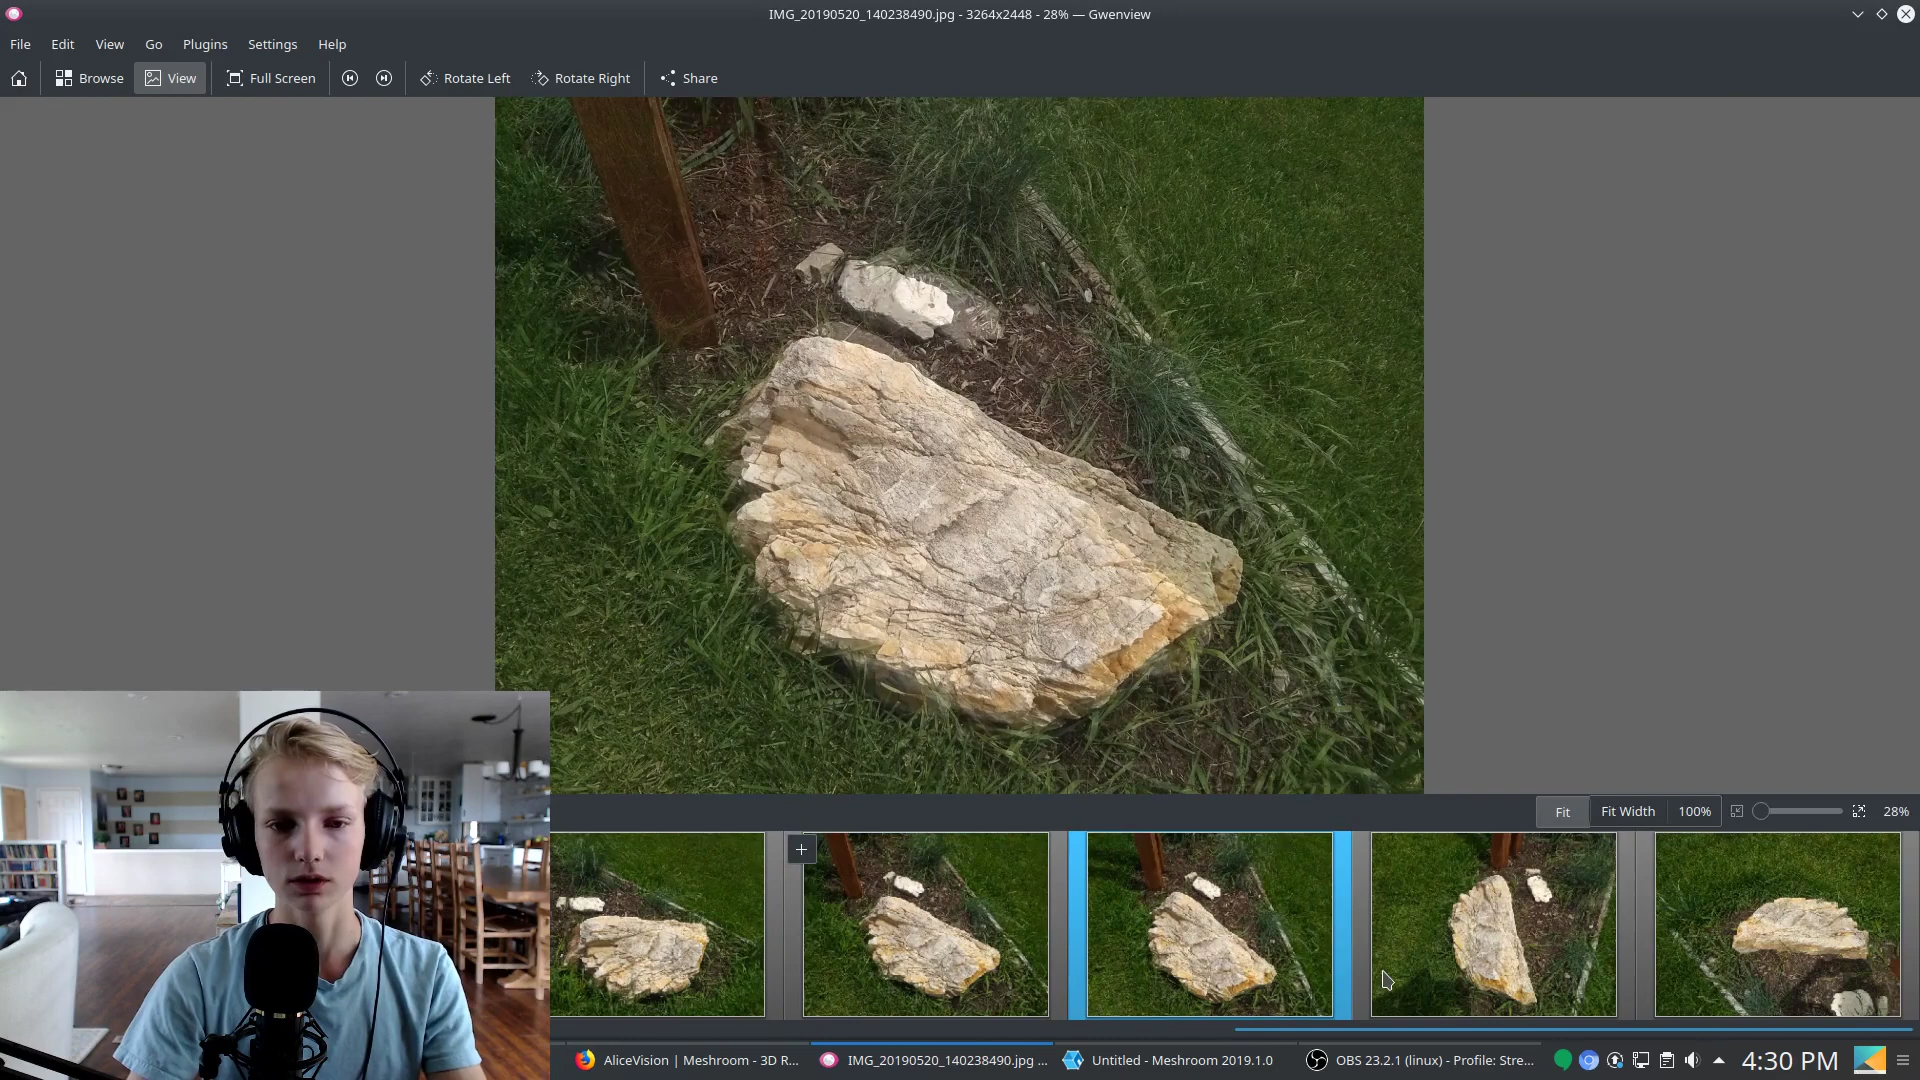 IMG_20190520_140238490.jpg - 3264x2448 - 28% — Gwenview
File Edit View Go Plugins Settings Help
Browse View Full Screen Rotate Left Rotate Right Share
Fit Fit Width 100% 28%
AliceVision | Meshroom - 3D R... IMG_20190520_140238490.jpg ... Untitled - Meshroom 2019.1.0 OBS 23.2.1 (linux) - Profile: Stre... 4:30 PM